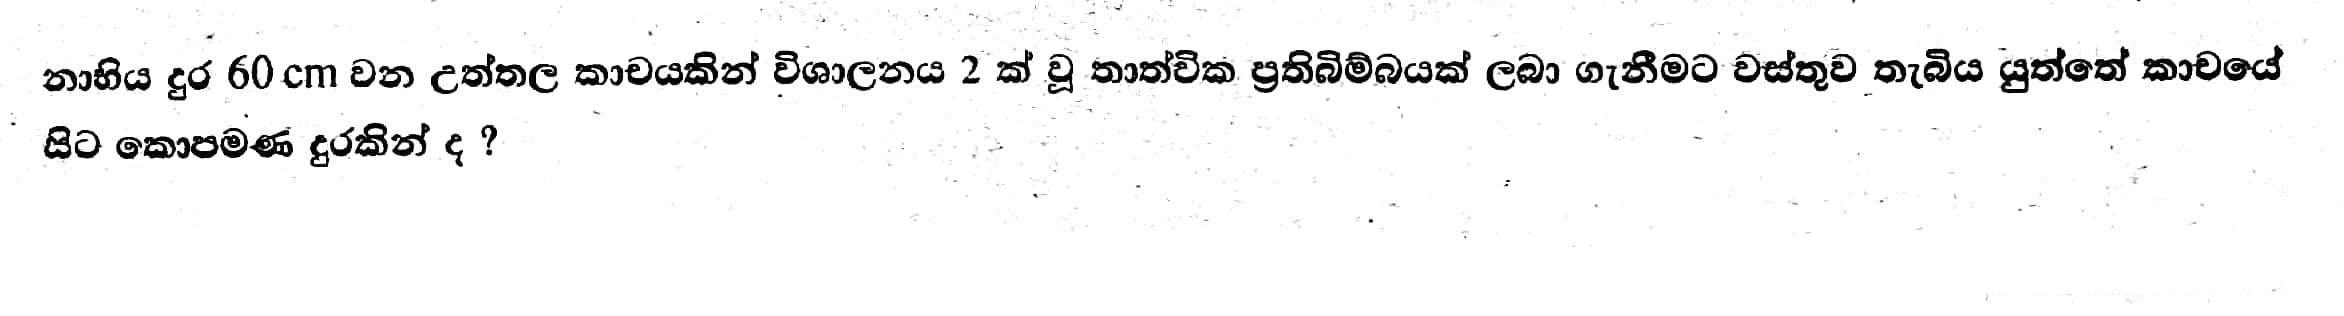 නාභිය දුර 60 cm වන උත්තල කාචයකින් විශාලනය 2 ක් වූ තාත්වික ප්‍රතිබිම්බයක් ලබා ගැනීමට වස්තුව තැබිය යුත්තේ කාචයේ
සිට කොපමණ දුරකින් ද ?